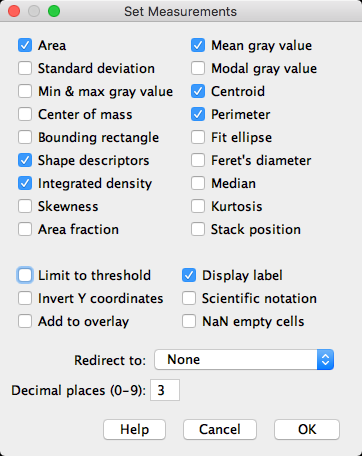 Set Measurements
Area Mean gray value
Standard deviation Modal gray value
Min & max gray value Centroid
Center of mass Perimeter
Bounding rectangle Fit ellipse
Shape descriptors Feret's diameter
Integrated density Median
Skewness Kurtosis
Area fraction Stack position
Limit to threshold Display label
Invert Y coordinates Scientific notation
Add to overlay NaN empty cells
Redirect to: None
Decimal places (0-9): 3
Help Cancel OK